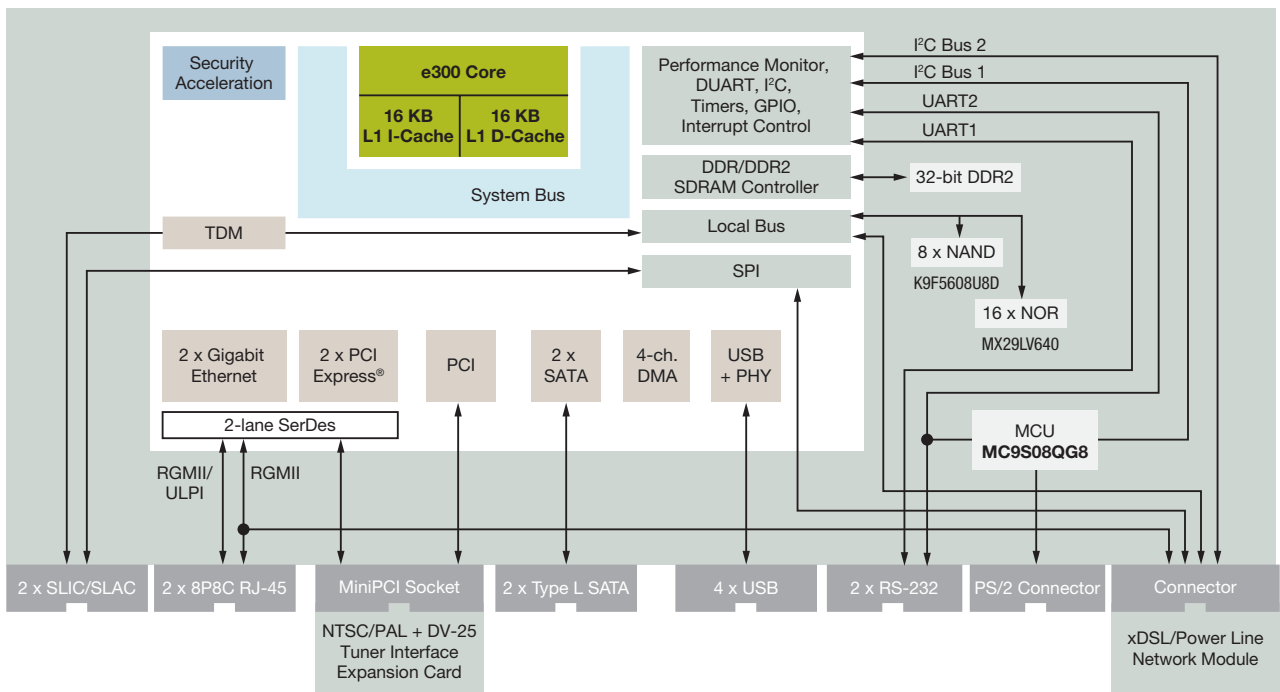 Security
Acceleration
e300 Core
16 KB
L1 I-Cache
16 KB
L1 D-Cache
System Bus
Performance Monitor,
DUART, I²C,
Timers, GPIO,
Interrupt Control
I²C Bus 2
I²C Bus 1
UART2
UART1
DDR/DDR2
SDRAM Controller
32-bit DDR2
TDM
Local Bus
8 x NAND
K9F5608U8D
SPI
16 x NOR
MX29LV640
2 x Gigabit
Ethernet
2 x PCI
Express®
PCI
2 x
SATA
4-ch.
DMA
USB
+ PHY
2-lane SerDes
MCU
MC9S08QG8
RGMII/
ULPI
RGMII
2 x SLIC/SLAC
2 x 8P8C RJ-45
MiniPCI Socket
2 x Type L SATA
4 x USB
2 x RS-232
PS/2 Connector
Connector
NTSC/PAL + DV-25
Tuner Interface
Expansion Card
xDSL/Power Line
Network Module